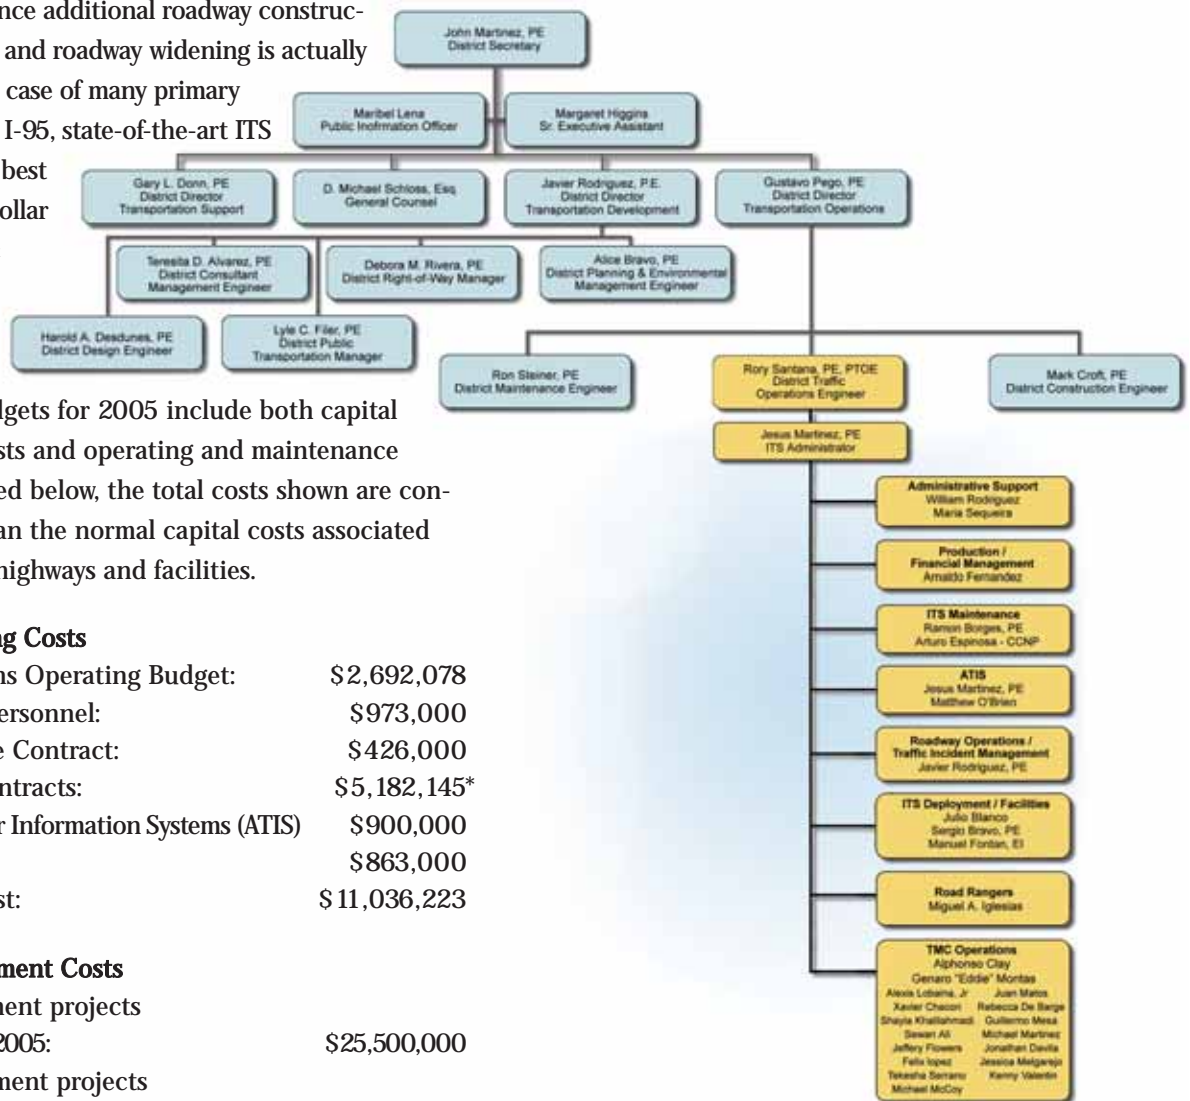 nce additional roadway construc-
and roadway widening is actually
case of many primary
I-95, state-of-the-art ITS
best
ollar
John Martinez, PE
District Secretary
Maribel Lena
Public Inofrmation Officer
Margaret Higgins
Sr. Executive Assistant
Gary L. Donn, PE
District Director
Transportation Support
D. Michael Schloss, Esq
General Counsel
Javier Rodriguez, P.E.
District Director
Transportation Development
Gustavo Pego, PE
District Director
Transportation Operations
Teresita D. Alvarez, PE
District Consultant
Management Engineer
Debora M. Rivera, PE
District Right-of-Way Manager
Alice Bravo, PE
District Planning & Environmental
Management Engineer
Harold A. Desdunes, PE
District Design Engineer
Lyle C. Filer, PE
District Public
Transportation Manager
Ron Steiner, PE
District Maintenance Engineer
Rory Santana, PE, PTOE
District Traffic
Operations Engineer
Mark Croft, PE
District Construction Engineer
Jesus Martinez, PE
ITS Administrator
Administrative Support
William Rodriguez
Maria Sequeira
Production /
Financial Management
Arnaldo Fernandez
ITS Maintenance
Ramon Borges, PE
Arturo Espinosa - CCNP
ATIS
Jesus Martinez, PE
Matthew O'Brien
Roadway Operations /
Traffic Incident Management
Javier Rodriguez, PE
ITS Deployment / Facilities
Julio Blanco
Sergio Bravo, PE
Manuel Fontan, EI
Road Rangers
Miguel A. Iglesias
TMC Operations
Alphonso Clay
Genaro "Eddie" Montas
Alexis Lobaina, Jr Juan Matos
Xavier Chacon Rebecca De Barge
Shayla Guillermo Mesa
Sawan Ali Michael Martinez
Jeffery Flowers Jonathan Davila
Felix lopez Jessica Melgarejo
Tekesha Serrano Kenny Valentin
Michael McCoy
dgets for 2005 include both capital
sts and operating and maintenance
ed below, the total costs shown are con-
an the normal capital costs associated
highways and facilities.
ng Costs
ns Operating Budget: $2,692,078
ersonnel: $973,000
e Contract: $426,000
ntracts: $5,182,145*
r Information Systems (ATIS) $900,000
$863,000
st: $11,036,223
ment Costs
ment projects
2005: $25,500,000
ment projects